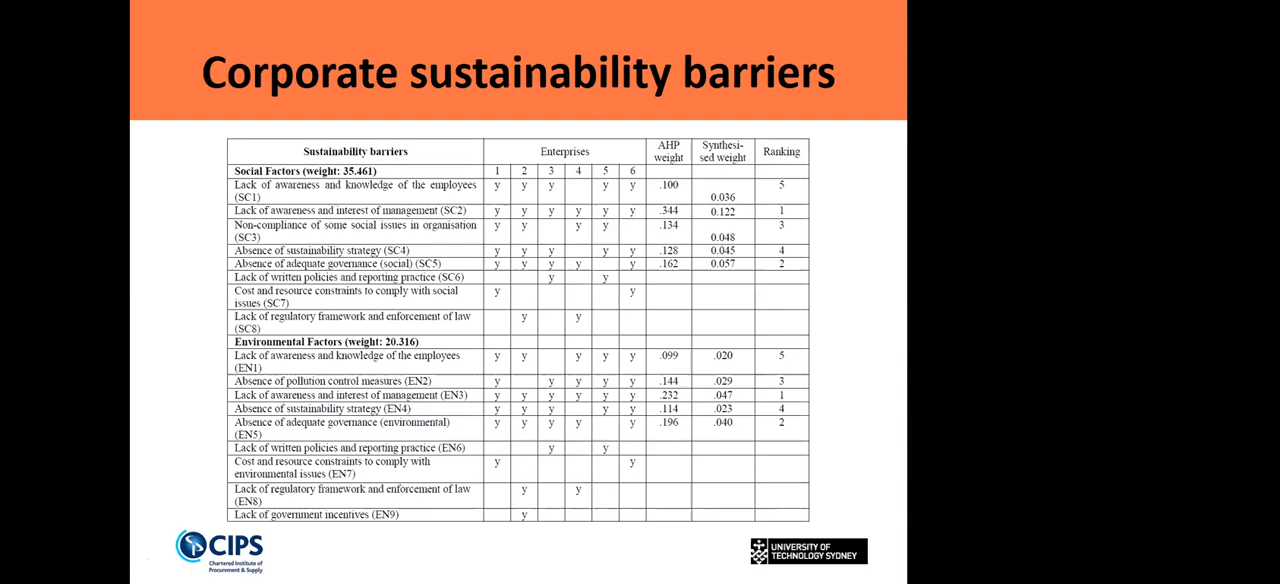 Corporate sustainability barriers
Sustainability barriers Enterprises AHP weight Synthesi-sed weight Ranking
Social Factors (weight: 35.461) 1 2 3 4 5 6
Lack of awareness and knowledge of the employees (SC1) y y y y y .100 0.036 5
Lack of awareness and interest of management (SC2) y y y y y y .344 0.122 1
Non-compliance of some social issues in organisation (SC3) y y y y .134 0.048 3
Absence of sustainability strategy (SC4) y y y y y .128 0.045 4
Absence of adequate governance (social) (SC5) y y y y y .162 0.057 2
Lack of written policies and reporting practice (SC6) y y
Cost and resource constraints to comply with social issues (SC7) y y
Lack of regulatory framework and enforcement of law (SC8) y y
Environmental Factors (weight: 20.316)
Lack of awareness and knowledge of the employees (EN1) y y y y y .099 .020 5
Absence of pollution control measures (EN2) y y y y y .144 .029 3
Lack of awareness and interest of management (EN3) y y y y y y .232 .047 1
Absence of sustainability strategy (EN4) y y y y y .114 .023 4
Absence of adequate governance (environmental) (EN5) y y y y y .196 .040 2
Lack of written policies and reporting practice (EN6) y y
Cost and resource constraints to comply with environmental issues (EN7) y y
Lack of regulatory framework and enforcement of law (EN8) y y
Lack of government incentives (EN9) y
CIPS
Chartered Institute of
Procurement & Supply
UNIVERSITY OF
TECHNOLOGY SYDNEY